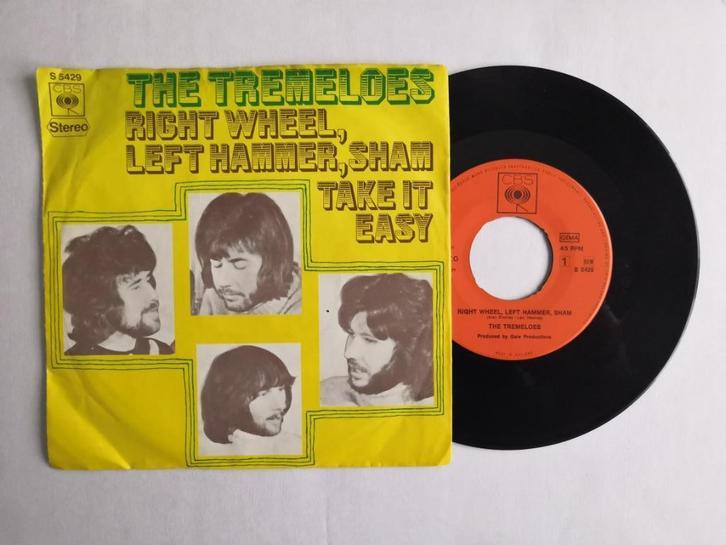 S 5429
CBS
Stereo
THE TREMELOES
RIGHT WHEEL,
LEFT HAMMER, SHAM
TAKE IT
EASY
CBS
GEMA
45 RPM
1
S 5429
RIGHT WHEEL, LEFT HAMMER, SHAM
THE TREMELOES
Produced by Gale Productions